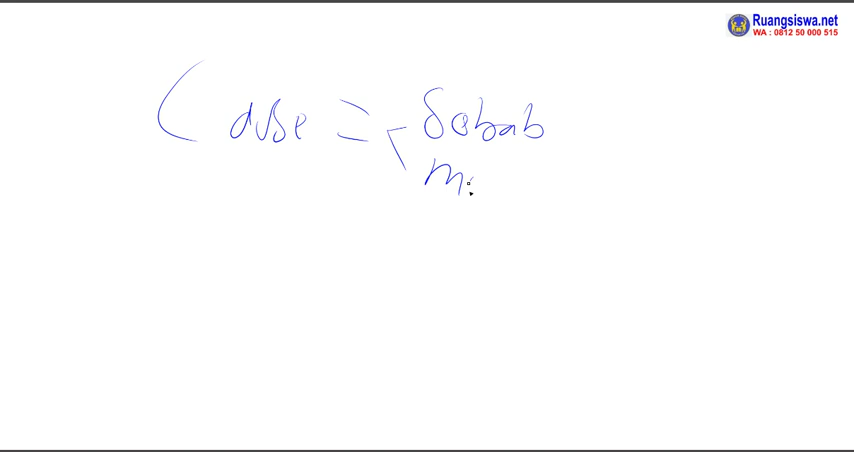 Ruangsiswa.net
WA : 0812 50 000 515
Cause = sebab
m